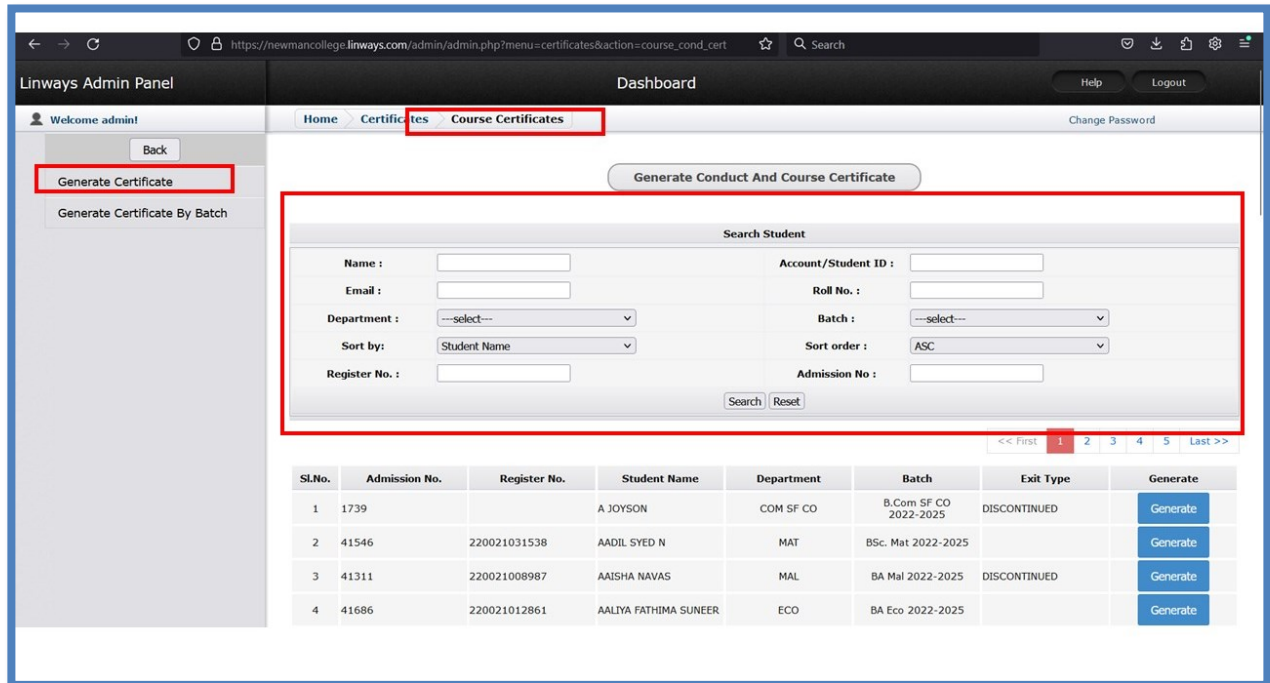 https://newmancollege.linways.com/admin/admin.php?menu=certificates&action=course_cond_cert Search
Linways Admin Panel Dashboard Help Logout
Welcome admin! Home Certificates Course Certificates Change Password
Back
Generate Certificate
Generate Certificate By Batch
Generate Conduct And Course Certificate
Search Student
Name : Account/Student ID :
Email : Roll No. :
Department : ---select--- Batch : ---select---
Sort by: Student Name Sort order : ASC
Register No. : Admission No :
Search Reset
<< First 1 2 3 4 5 Last >>
Sl.No. Admission No. Register No. Student Name Department Batch Exit Type Generate
1 1739 A JOYSON COM SF CO B.Com SF CO 2022-2025 DISCONTINUED Generate
2 41546 220021031538 AADIL SYED N MAT BSc. Mat 2022-2025 Generate
3 41311 220021008987 AAISHA NAVAS MAL BA Mal 2022-2025 DISCONTINUED Generate
4 41686 220021012861 AALIYA FATHIMA SUNEER ECO BA Eco 2022-2025 Generate